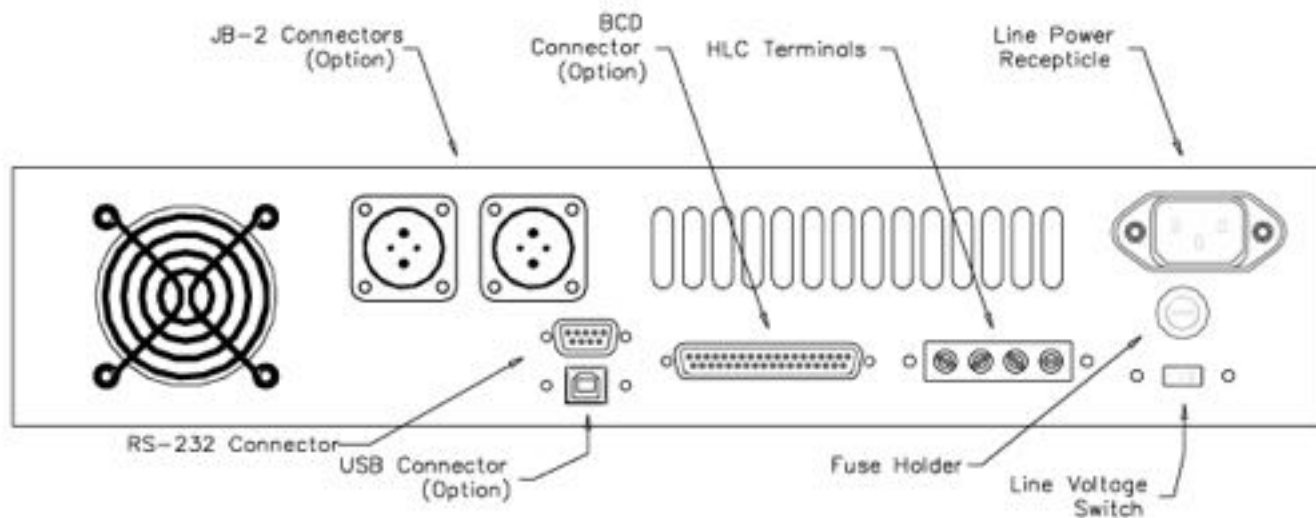 JB-2 Connectors
(Option)
BCD
Connector
(Option)
HLC Terminals
Line Power
Recepticle
RS-232 Connector
USB Connector
(Option)
Fuse Holder
Line Voltage
Switch